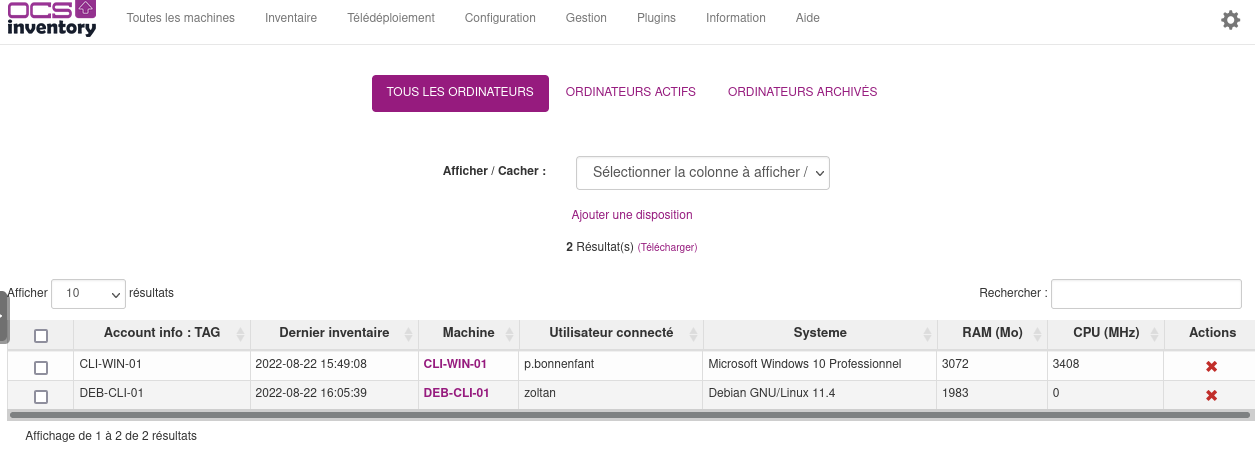 OCS
inventory
Toutes les machines Inventaire Télédéploiement Configuration Gestion Plugins Information Aide
TOUS LES ORDINATEURS ORDINATEURS ACTIFS ORDINATEURS ARCHIVÉS
Afficher / Cacher : Sélectionner la colonne à afficher /
Ajouter une disposition
2 Résultat(s) (Télécharger)
Afficher 10 résultats Rechercher :
Account info : TAG Dernier inventaire Machine Utilisateur connecté Systeme RAM (Mo) CPU (MHz) Actions
CLI-WIN-01 2022-08-22 15:49:08 CLI-WIN-01 p.bonnenfant Microsoft Windows 10 Professionnel 3072 3408
DEB-CLI-01 2022-08-22 16:05:39 DEB-CLI-01 zoltan Debian GNU/Linux 11.4 1983 0
Affichage de 1 à 2 de 2 résultats